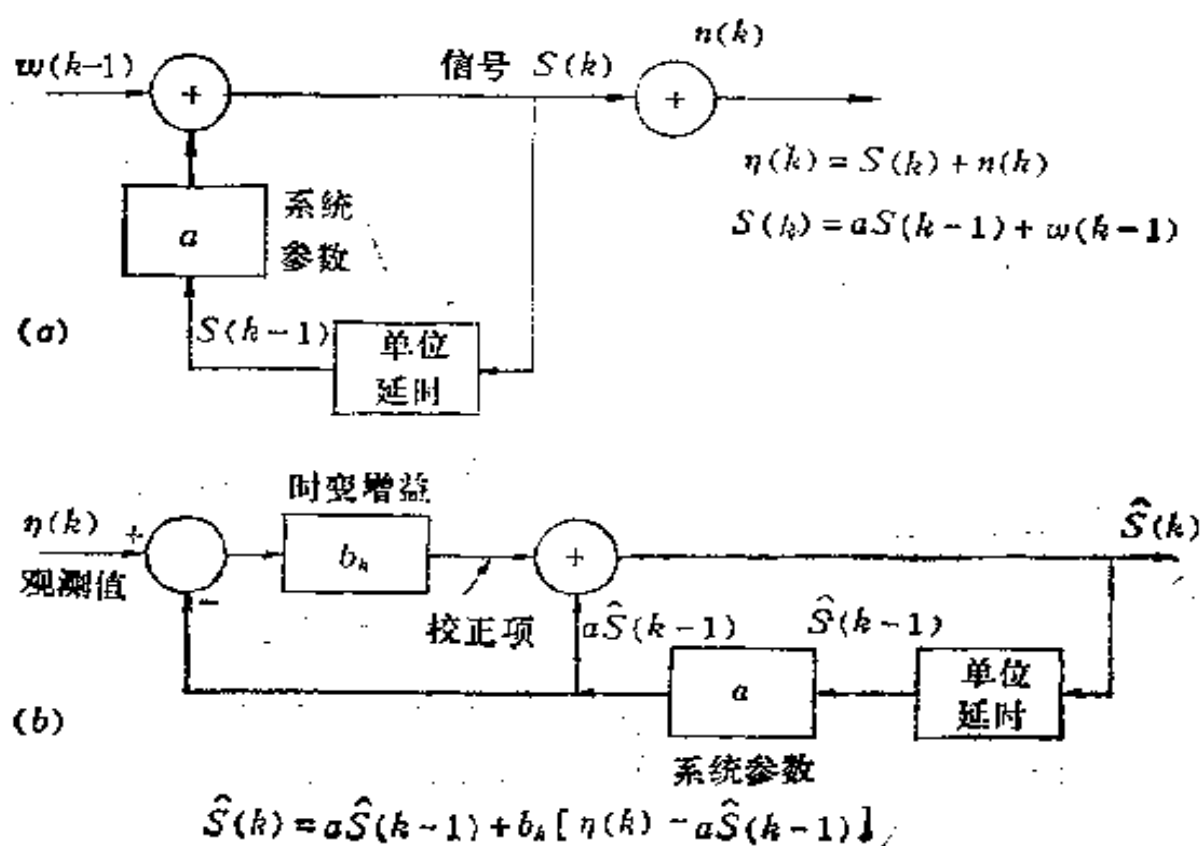 w(k-1)
+
信号 S(k)
n(k)
+
η(k) = S(k) + n(k)
S(k) = aS(k-1) + w(k-1)
a
系统
参数
(a)
S(k-1)
单位
延时
时变增益
η(k)
+
观测值
−
b_k
+
校正项
aŜ(k-1)
Ŝ(k-1)
Ŝ(k)
a
单位
延时
(b)
系统参数
Ŝ(k) = aŜ(k-1) + b_k[η(k) - aŜ(k-1)]